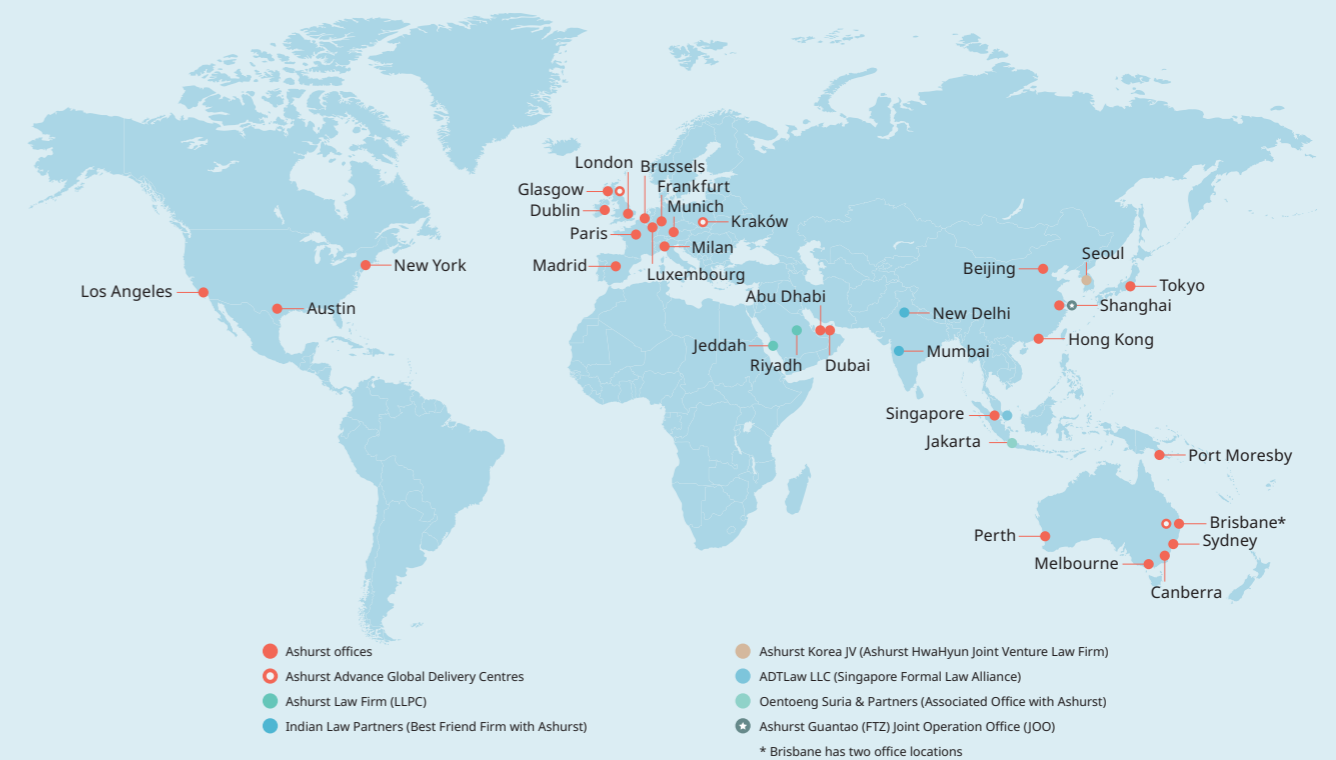 London
Brussels
Glasgow
Frankfurt
Dublin
Munich
Paris
Kraków
Milan
Madrid
Luxembourg
New York
Los Angeles
Austin
Abu Dhabi
Jeddah
Riyadh
Dubai
Beijing
Seoul
Tokyo
Shanghai
New Delhi
Hong Kong
Mumbai
Singapore
Jakarta
Port Moresby
Perth
Brisbane*
Sydney
Melbourne
Canberra
Ashurst offices
Ashurst Advance Global Delivery Centres
Ashurst Law Firm (LLPC)
Indian Law Partners (Best Friend Firm with Ashurst)
Ashurst Korea JV (Ashurst HwaHyun Joint Venture Law Firm)
ADTLaw LLC (Singapore Formal Law Alliance)
Oentoeng Suria & Partners (Associated Office with Ashurst)
Ashurst Guantao (FTZ) Joint Operation Office (JOO)
* Brisbane has two office locations